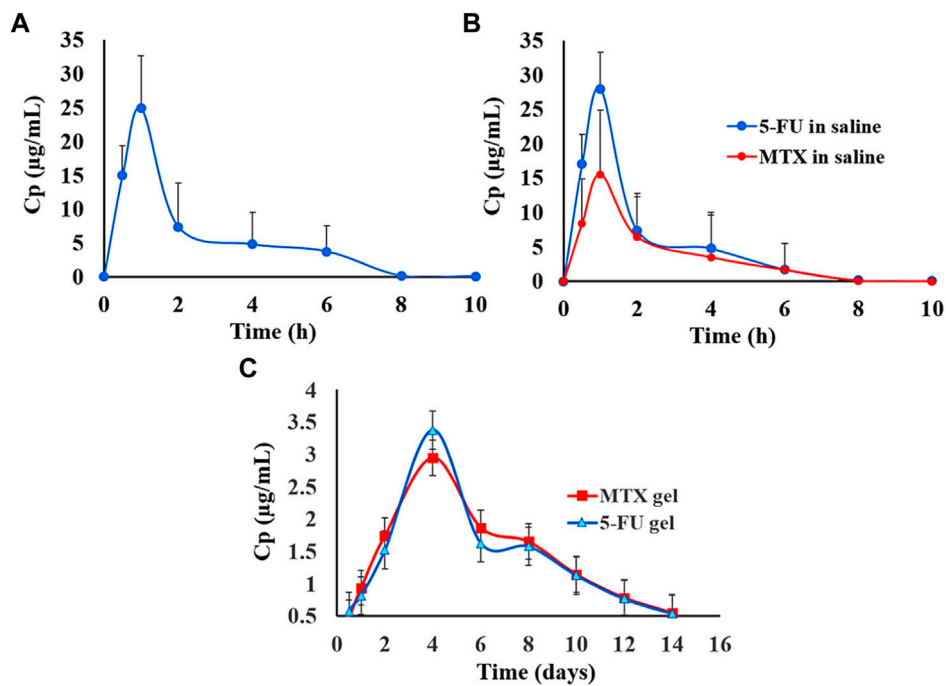 A
35
30
25
20
15
10
5
0
Cp (µg/mL)
0 2 4 6 8 10
Time (h)
B
35
30
25
20
15
10
5
0
Cp (µg/mL)
5-FU in saline
MTX in saline
0 2 4 6 8 10
Time (h)
C
4
3.5
3
2.5
2
1.5
1
0.5
Cp (µg/mL)
MTX gel
5-FU gel
0 2 4 6 8 10 12 14 16
Time (days)